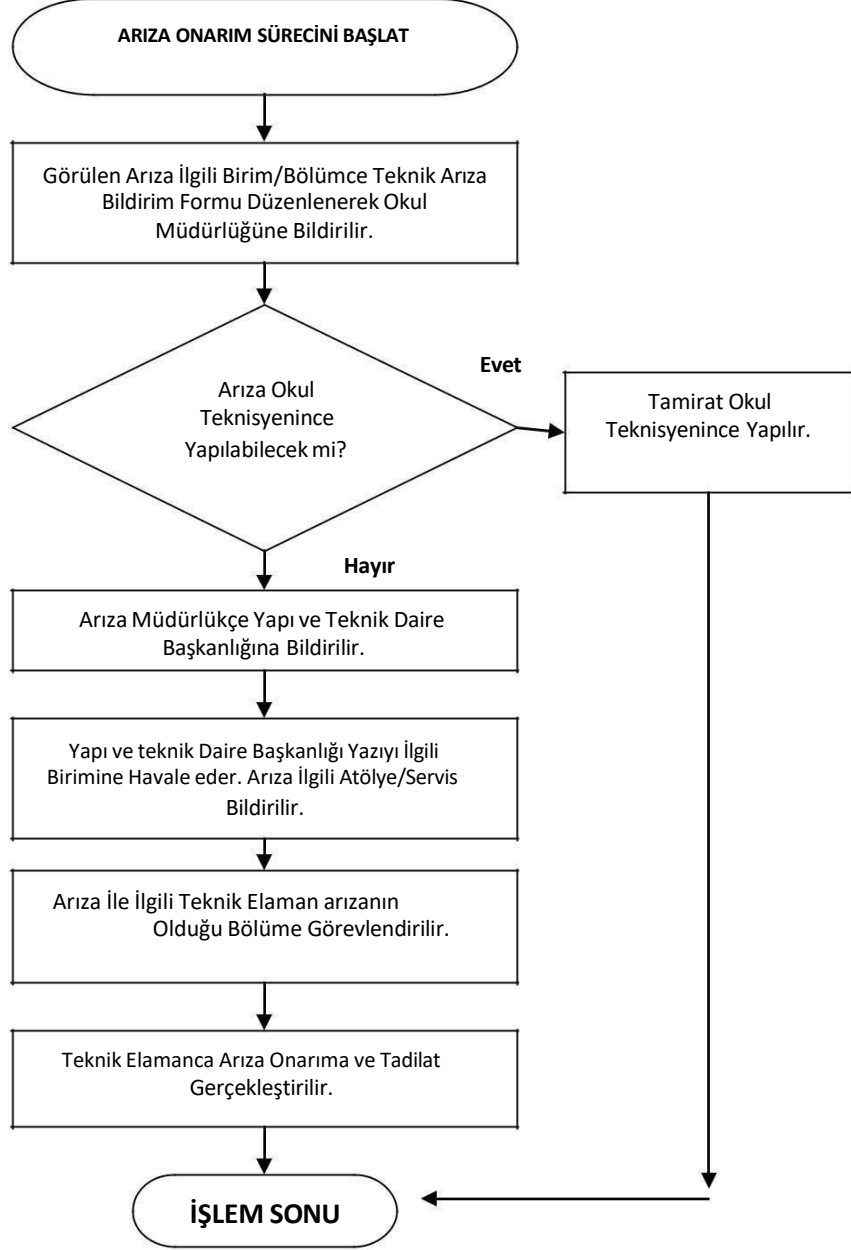 ARIZA ONARIM SÜRECİNİ BAŞLAT
Görülen Arıza İlgili Birim/Bölümce Teknik Arıza
Bildirim Formu Düzenlenerek Okul
Müdürlüğüne Bildirilir.
Evet
Arıza Okul
Teknisyenince
Yapılabilecek mi?
Tamirat Okul
Teknisyenince Yapılır.
Hayır
Arıza Müdürlükçe Yapı ve Teknik Daire
Başkanlığına Bildirilir.
Yapı ve teknik Daire Başkanlığı Yazıyı İlgili
Birimine Havale eder. Arıza İlgili Atölye/Servis
Bildirilir.
Arıza İle İlgili Teknik Elaman arızanın
Olduğu Bölüme Görevlendirilir.
Teknik Elamanca Arıza Onarıma ve Tadilat
Gerçekleştirilir.
İŞLEM SONU